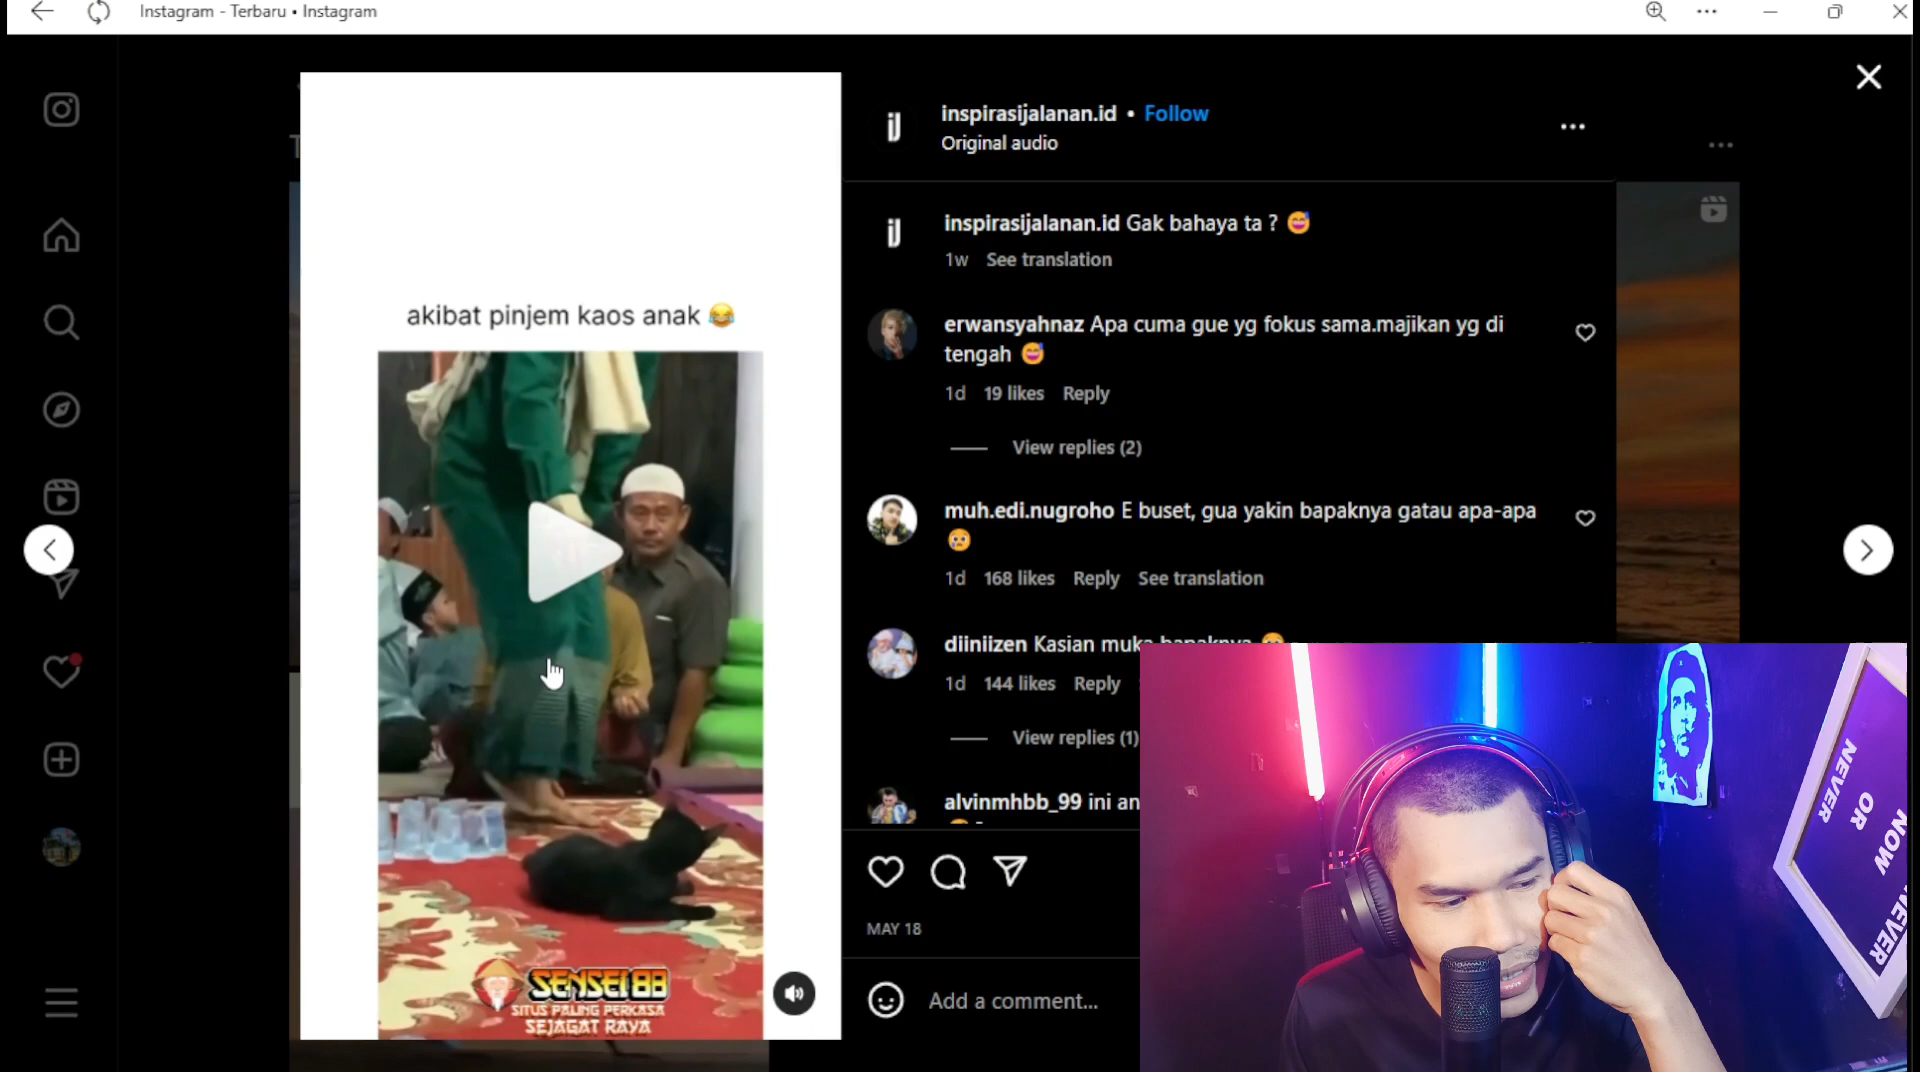 Instagram - Terbaru • Instagram
inspirasijalanan.id • Follow
Original audio
akibat pinjem kaos anak 😂
SENSEI88
SITUS PALING PERKASA
SEJAGAT RAYA
inspirasijalanan.id Gak bahaya ta ? 😅
1w See translation
erwansyahnaz Apa cuma gue yg fokus sama.majikan yg di
tengah 😅
1d 19 likes Reply
View replies (2)
muh.edi.nugroho E buset, gua yakin bapaknya gatau apa-apa
😢
1d 168 likes Reply See translation
diiniizen Kasian muka bapaknya
1d 144 likes Reply
View replies (1)
alvinmhbb_99 ini an
MAY 18
Add a comment...
NEVER
OR
NOW
NEVER